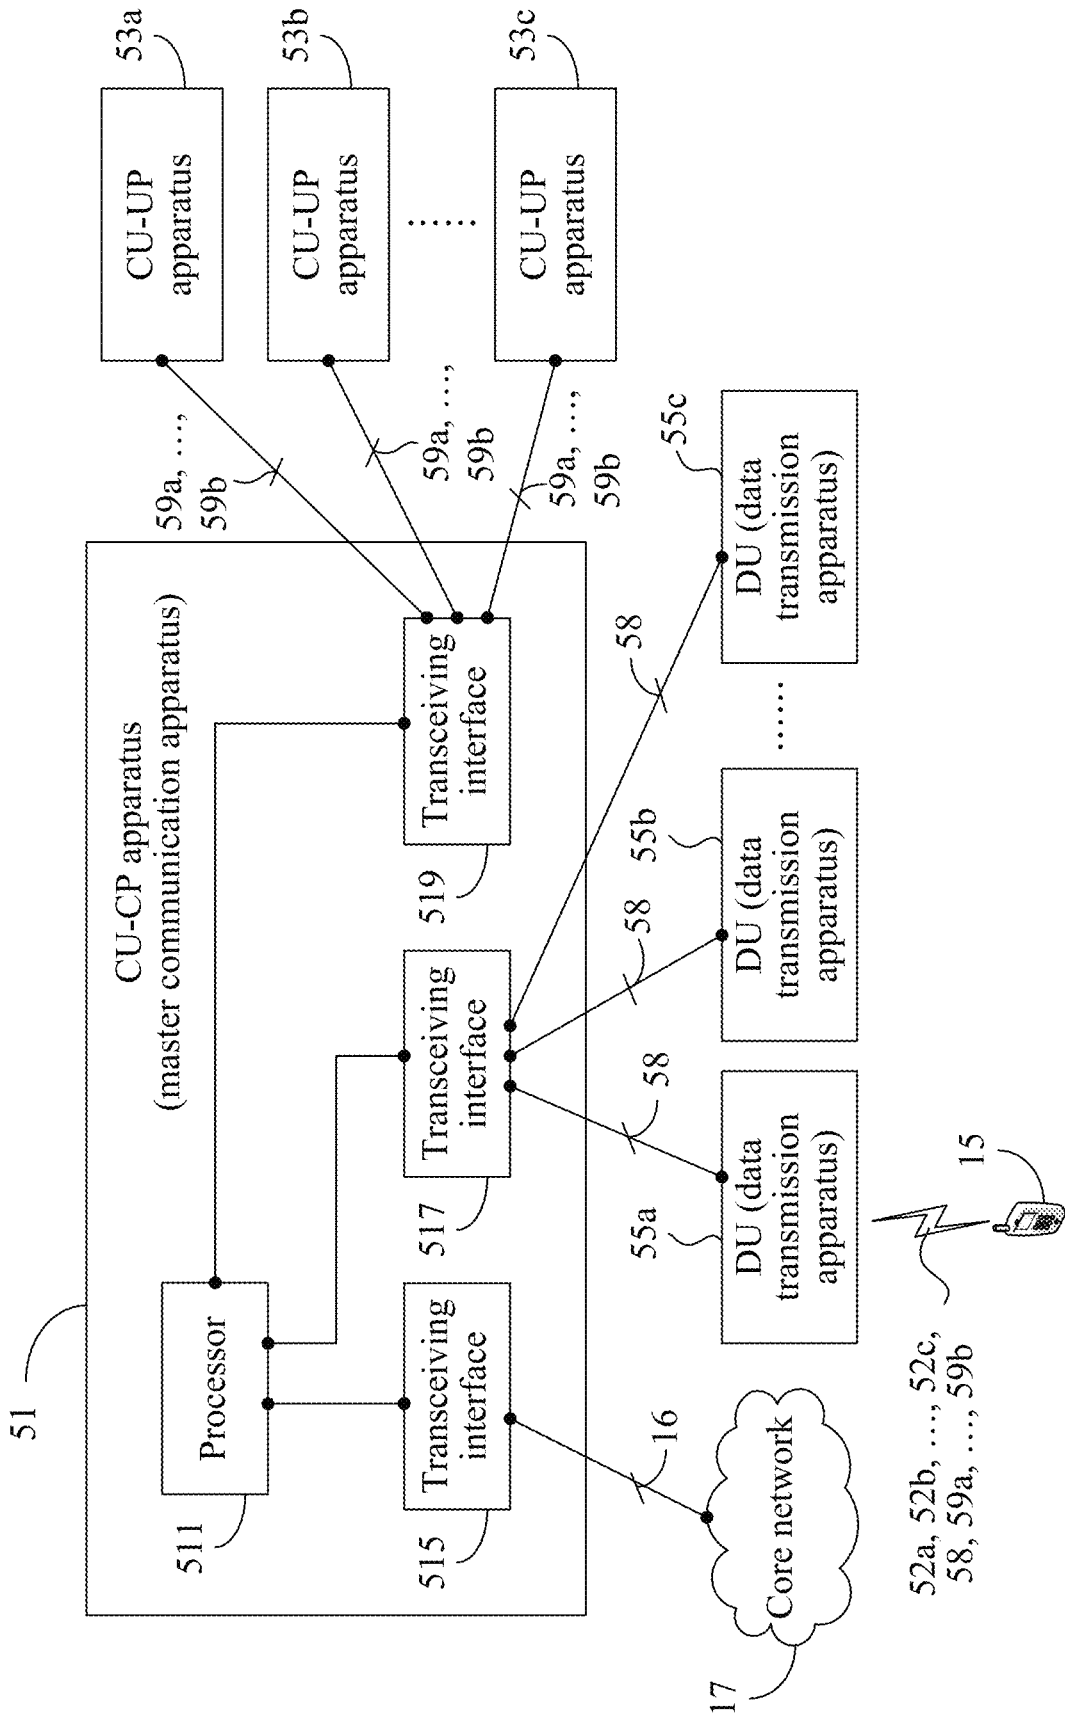 51
CU-CP apparatus
(master communication apparatus)
511
Processor
515
Transceiving
interface
517
Transceiving
interface
519
Transceiving
interface
59a, ...,
59b
59a, ...,
59b
59a, ...,
59b
53a
CU-UP
apparatus
53b
CU-UP
apparatus
......
53c
CU-UP
apparatus
16
58
58
58
17
Core network
55a
DU (data
transmission
apparatus)
55b
DU (data
transmission
apparatus)
......
55c
DU (data
transmission
apparatus)
52a, 52b, ..., 52c,
58, 59a, ..., 59b
15